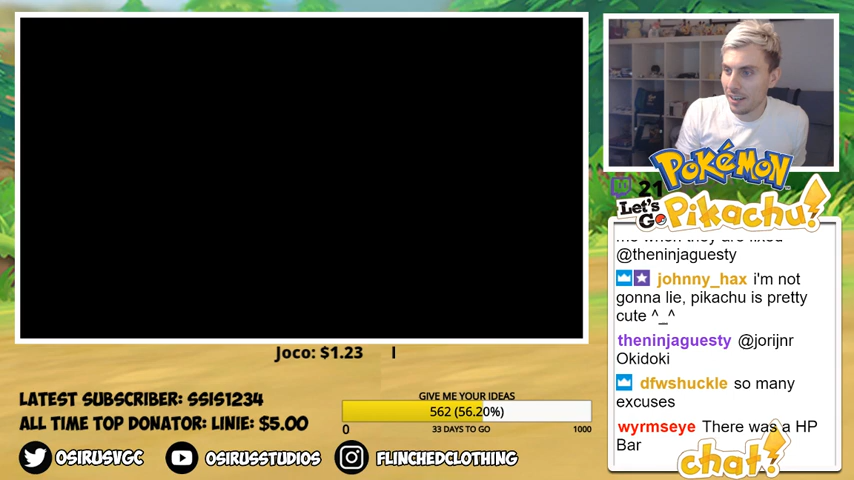 POKÉMON
21
Let's Go Pikachu!
me when they are fixed
@theninjaguesty
johnny_hax i'm not
gonna lie, pikachu is pretty
cute ^_^
theninjaguesty @jorijnr
Okidoki
dfwshuckle so many
excuses
wyrmseye There was a HP
Bar
chat!
Joco: $1.23
LATEST SUBSCRIBER: SSIS1234
ALL TIME TOP DONATOR: LINIE: $5.00
GIVE ME YOUR IDEAS
562 (56.20%)
0 33 DAYS TO GO 1000
OSIRUSVGC OSIRUSSTUDIOS FLINCHEDCLOTHING